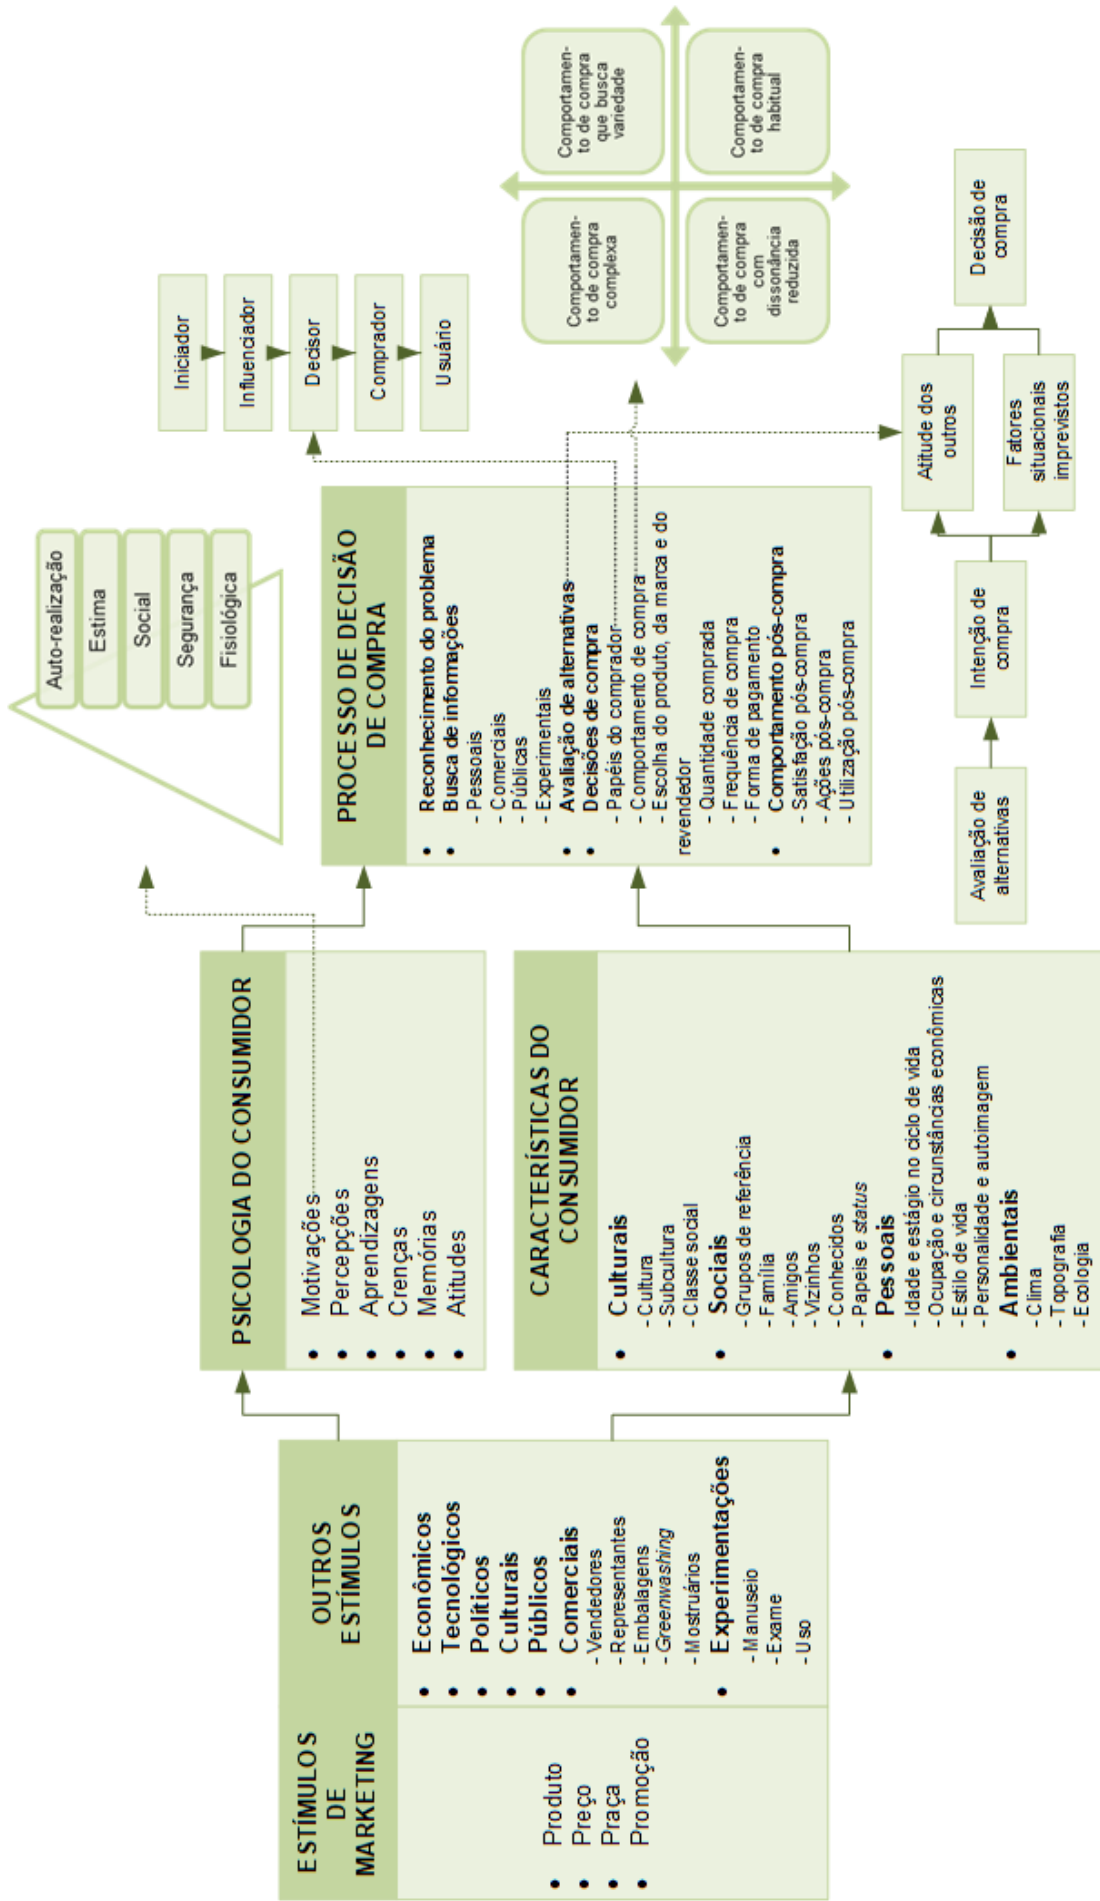 ESTÍMULOS
DE
MARKETING
OUTROS
ESTÍMULOS
• Produto
• Preço
• Praça
• Promoção
• Econômicos
• Tecnológicos
• Políticos
• Culturais
• Públicos
• Comerciais
- Vendedores
- Representantes
- Embalagens
- Greenwashing
- Mostruários
• Experimentações
- Manuseio
- Exame
- Uso
PSICOLOGIA DO CONSUMIDOR
• Motivações
• Percepções
• Aprendizagens
• Crenças
• Memórias
• Atitudes
CARACTERÍSTICAS DO
CONSUMIDOR
• Culturais
- Cultura
- Subcultura
- Classe social
• Sociais
- Grupos de referência
- Família
- Amigos
- Vizinhos
- Conhecidos
- Papeis e status
• Pessoais
- Idade e estágio no ciclo de vida
- Ocupação e circunstâncias econômicas
- Estilo de vida
- Personalidade e autoimagem
• Ambientais
- Clima
- Topografia
- Ecologia
Auto-realização
Estima
Social
Segurança
Fisiológica
PROCESSO DE DECISÃO
DE COMPRA
• Reconhecimento do problema
• Busca de informações
- Pessoais
- Comerciais
- Públicas
- Experimentais
• Avaliação de alternativas
• Decisões de compra
- Papéis do comprador
- Comportamento de compra
- Escolha do produto, da marca e do
revendedor
- Quantidade comprada
- Frequência de compra
- Forma de pagamento
• Comportamento pós-compra
- Satisfação pós-compra
- Ações pós-compra
- Utilização pós-compra
Iniciador
Influenciador
Decisor
Comprador
Usuário
Comportamen-
to de compra
complexa
Comportamen-
to de compra
que busca
variedade
Comportamen-
to de compra
com
dissonância
reduzida
Comportamen-
to de compra
habitual
Avaliação de
alternativas
Intenção de
compra
Atitude dos
outros
Fatores
situacionais
imprevistos
Decisão de
compra